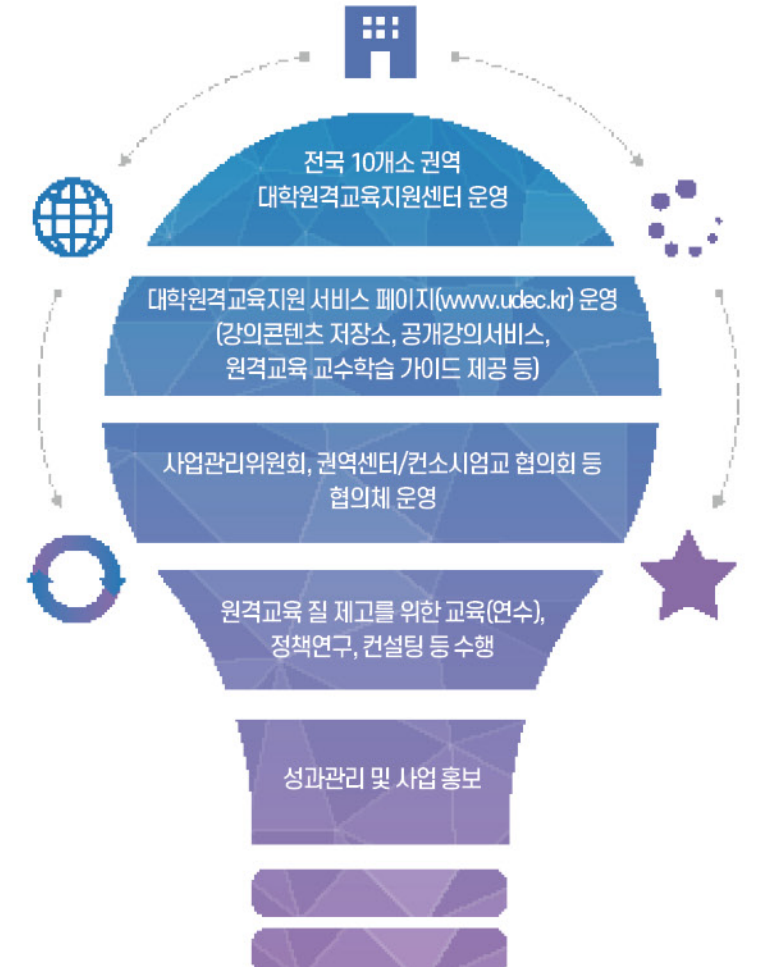 전국 10개소 권역
대학원격교육지원센터 운영
대학원격교육지원 서비스 페이지(www.udec.kr) 운영
(강의콘텐츠 저장소, 공개강의서비스,
원격교육 교수학습 가이드 제공 등)
사업관리위원회, 권역센터/컨소시엄교 협의회 등
협의체 운영
원격교육 질 제고를 위한 교육(연수),
정책연구, 컨설팅 등 수행
성과관리 및 사업 홍보